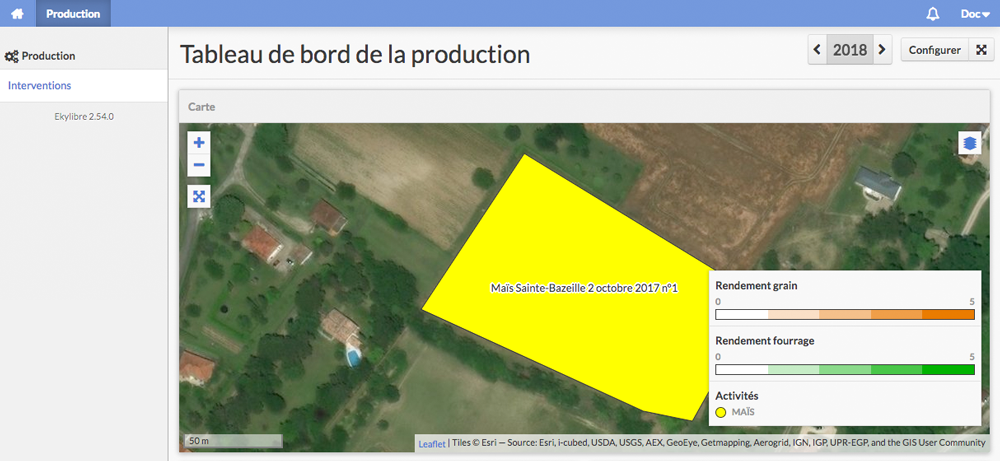 Production
Doc
Production
Interventions
Ekylibre 2.54.0
Tableau de bord de la production
2018
Configurer
Carte
Maïs Sainte-Bazeille 2 octobre 2017 n°1
Rendement grain
0 5
Rendement fourrage
0 5
Activités
MAÏS
50 m
Leaflet | Tiles © Esri — Source: Esri, i-cubed, USDA, USGS, AEX, GeoEye, Getmapping, Aerogrid, IGN, IGP, UPR-EGP, and the GIS User Community